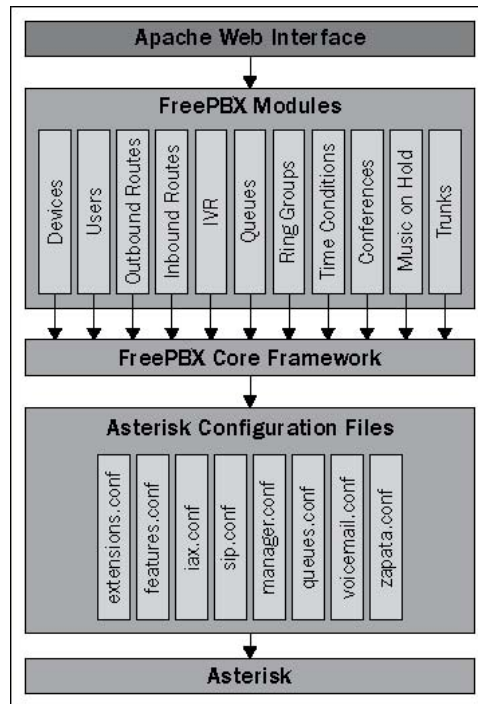 Apache Web Interface
FreePBX Modules
Devices
Users
Outbound Routes
Inbound Routes
IVR
Queues
Ring Groups
Time Conditions
Conferences
Music on Hold
Trunks
FreePBX Core Framework
Asterisk Configuration Files
extensions.conf
features.conf
iax.conf
sip.conf
manager.conf
queues.conf
voicemail.conf
zapata.conf
Asterisk